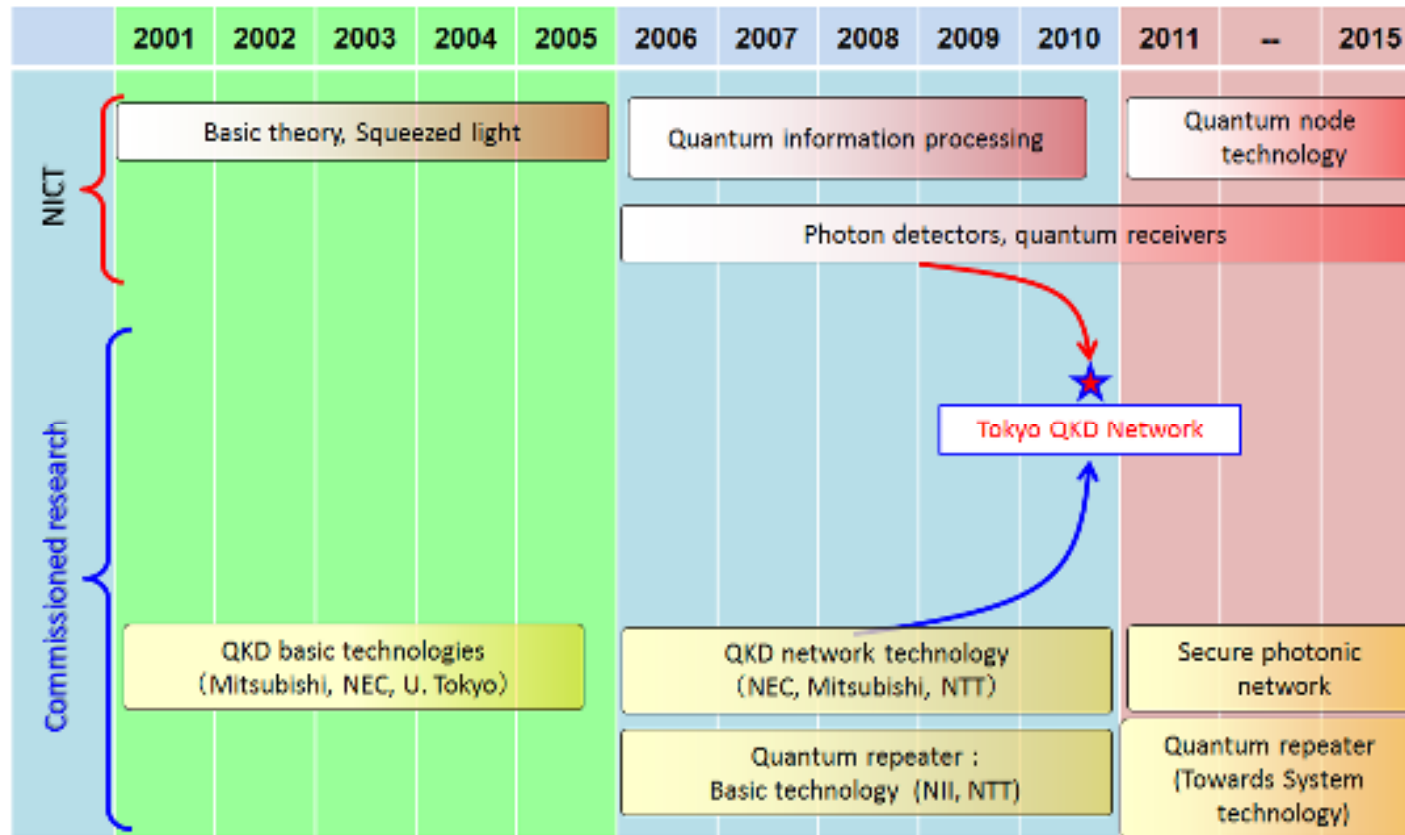 2001 2002 2003 2004 2005 2006 2007 2008 2009 2010 2011 -- 2015
NICT
Basic theory, Squeezed light
Quantum information processing
Quantum node
technology
Photon detectors, quantum receivers
Tokyo QKD Network
Commissioned research
QKD basic technologies
(Mitsubishi, NEC, U. Tokyo)
QKD network technology
(NEC, Mitsubishi, NTT)
Secure photonic
network
Quantum repeater :
Basic technology (NII, NTT)
Quantum repeater
(Towards System
technology)